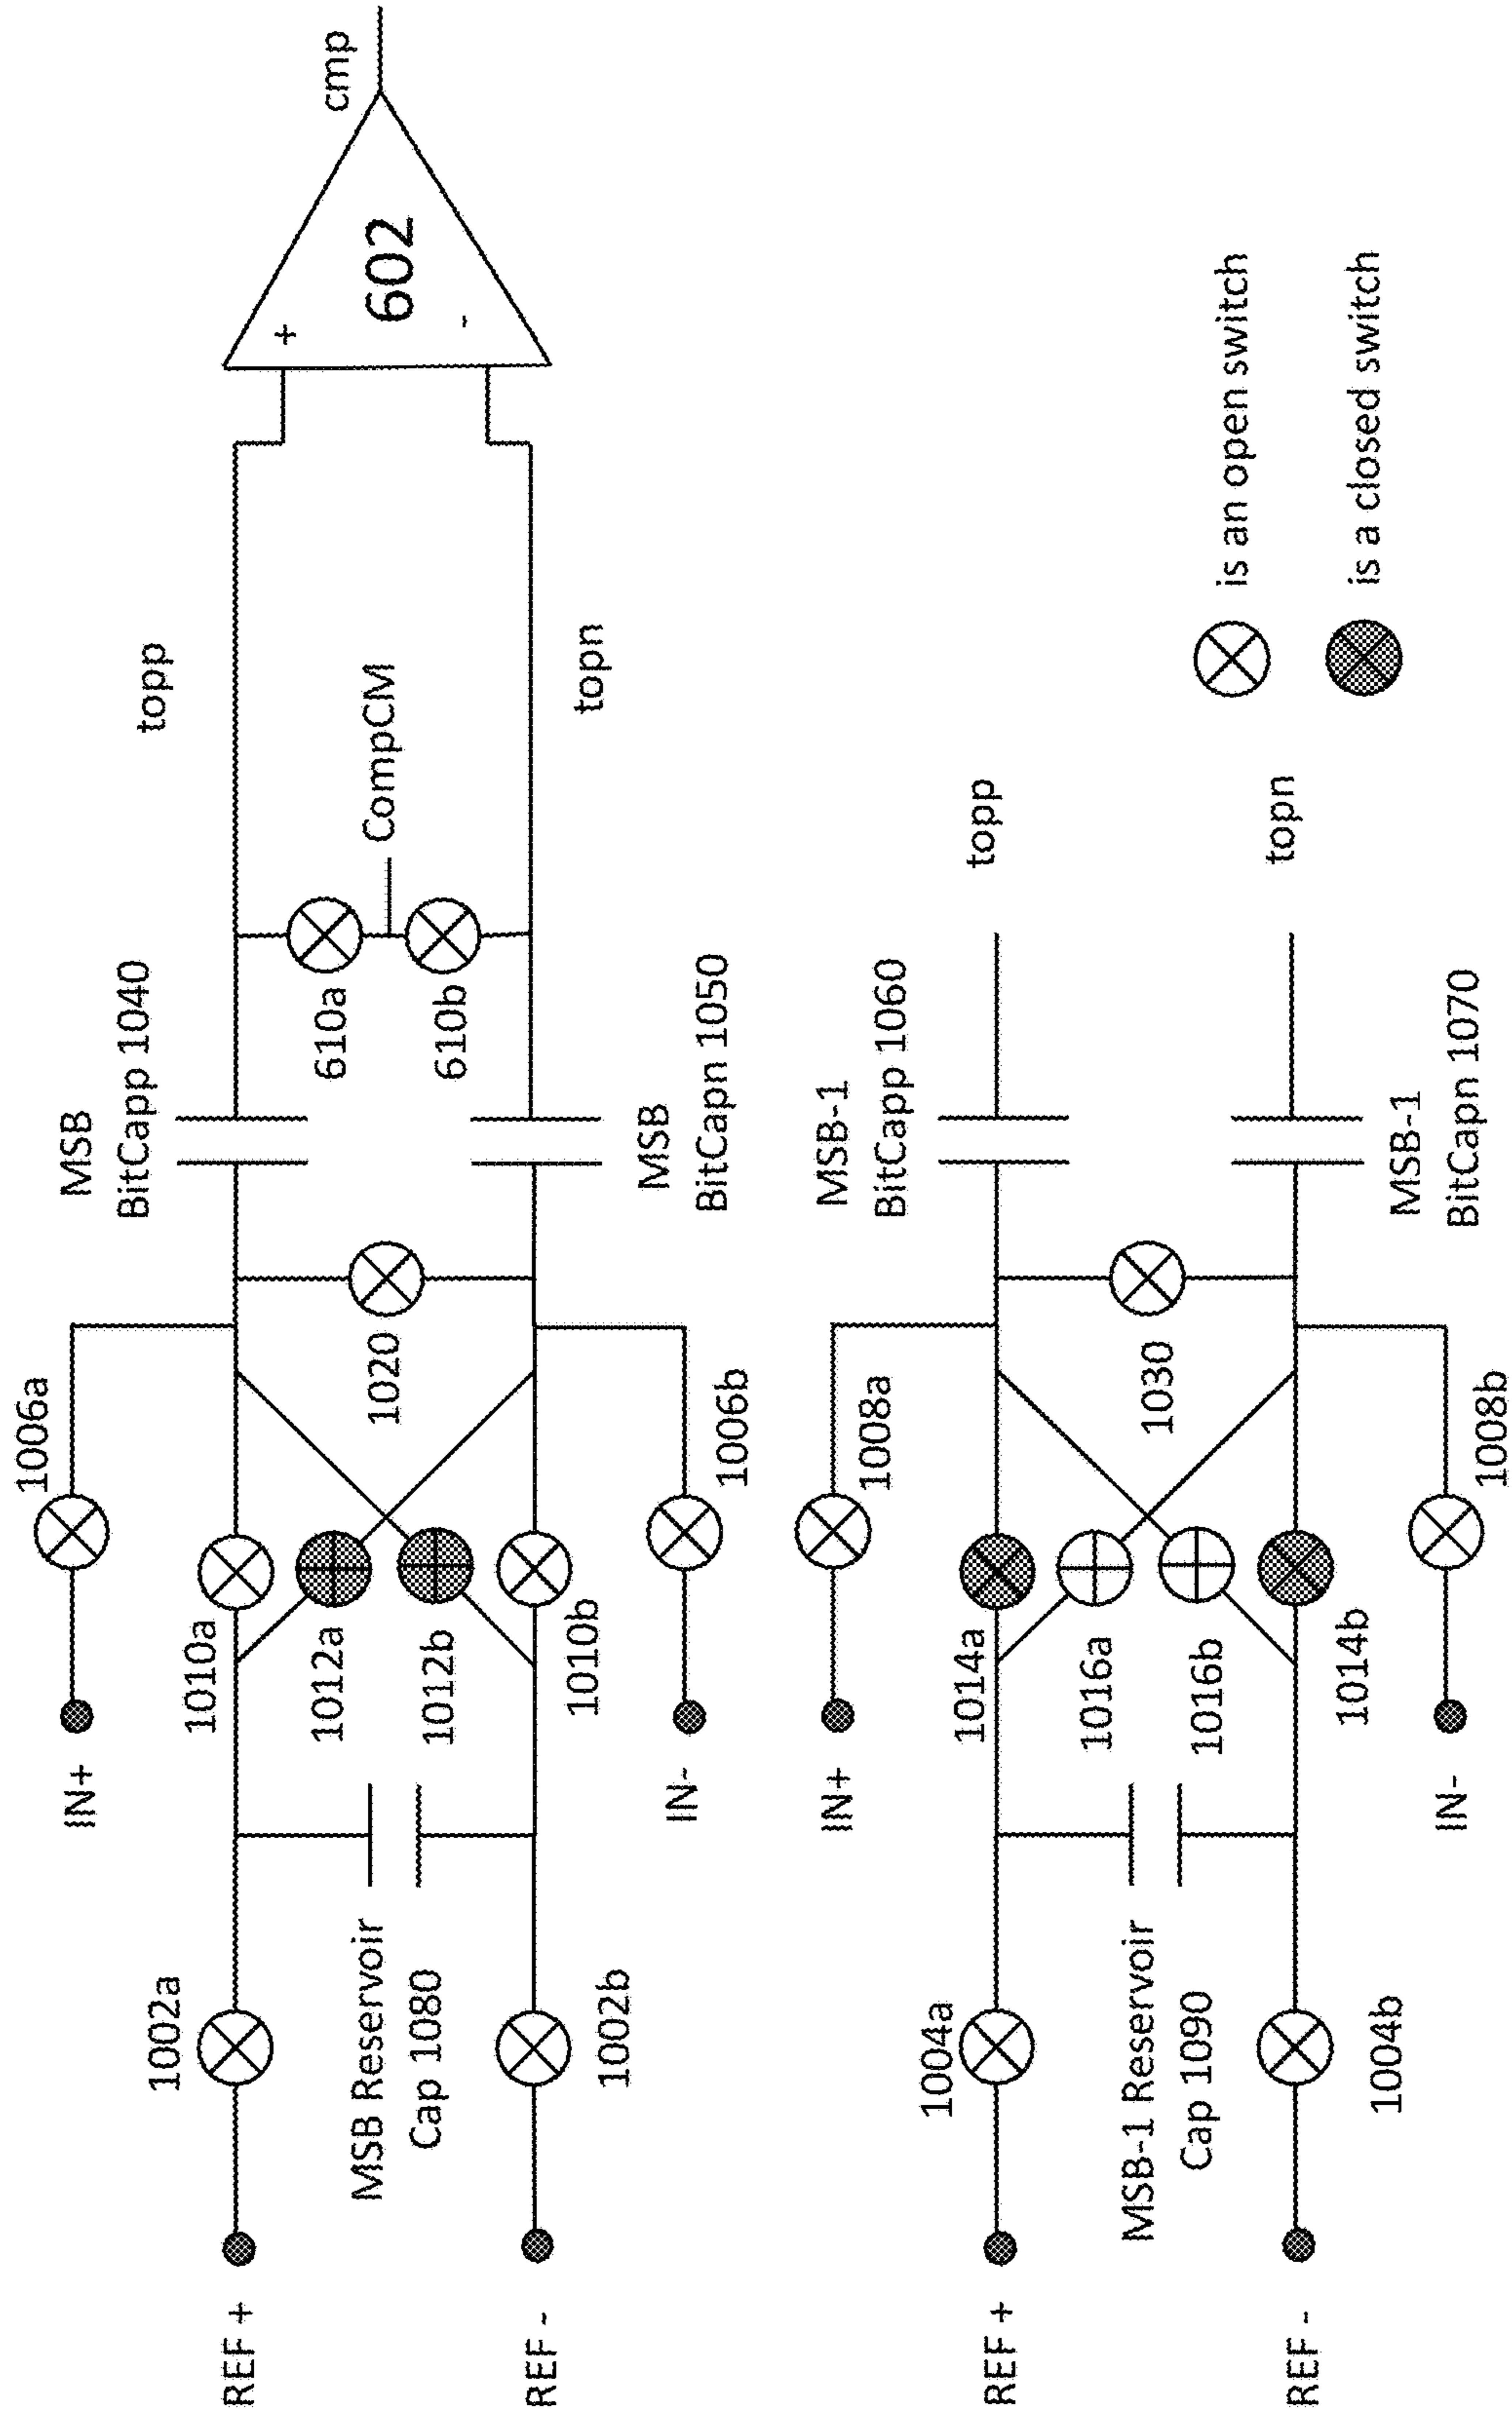 IN+
1006a
MSB
BitCapp 1040
topp
cmp
REF +
1002a
1010a
1012a
1012b
1010b
1020
610a
610b
CompCM
+
602
-
MSB Reservoir
Cap 1080
REF -
1002b
IN-
1006b
MSB
BitCapn 1050
topn
IN+
1008a
MSB-1
BitCapp 1060
topp
REF +
1004a
1014a
1016a
1016b
1014b
1030
MSB-1 Reservoir
Cap 1090
REF -
1004b
IN-
1008b
MSB-1
BitCapn 1070
topn
is an open switch
is a closed switch